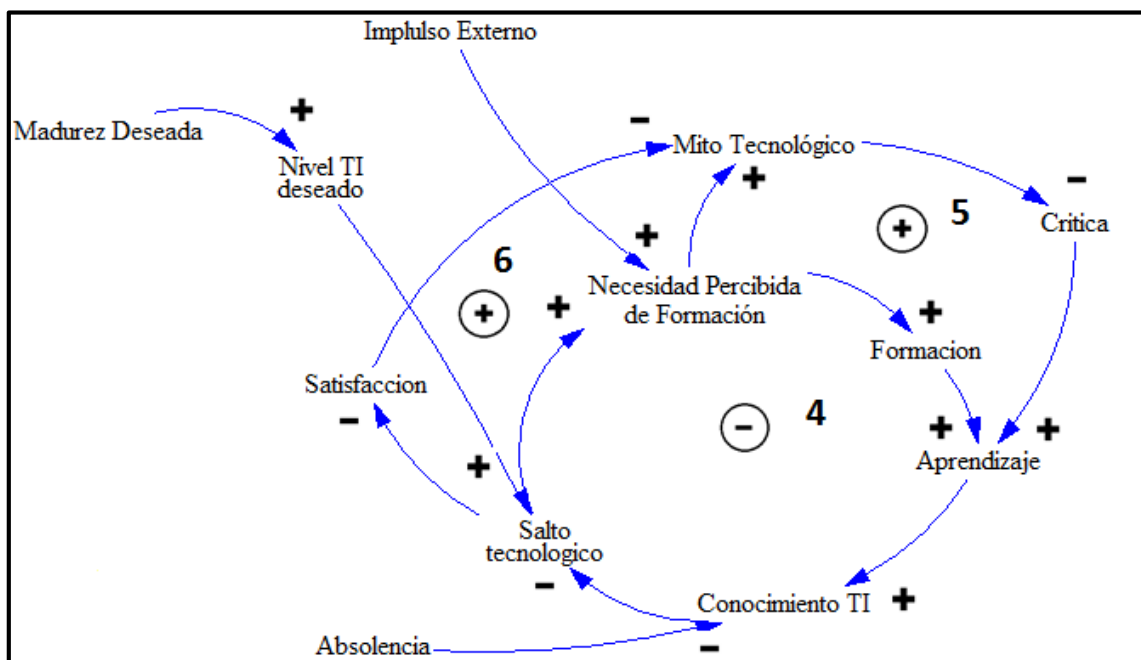 Implulso Externo
+
Madurez Deseada
-
Mito Tecnológico
Nivel TI
deseado
+
-
5
+
Critica
+
6
+
+
Necesidad Percibida
de Formación
+
Formacion
Satisfaccion
-
4
-
+
+
+
Aprendizaje
Salto
tecnologico
-
Conocimiento TI
+
Absolencia
-